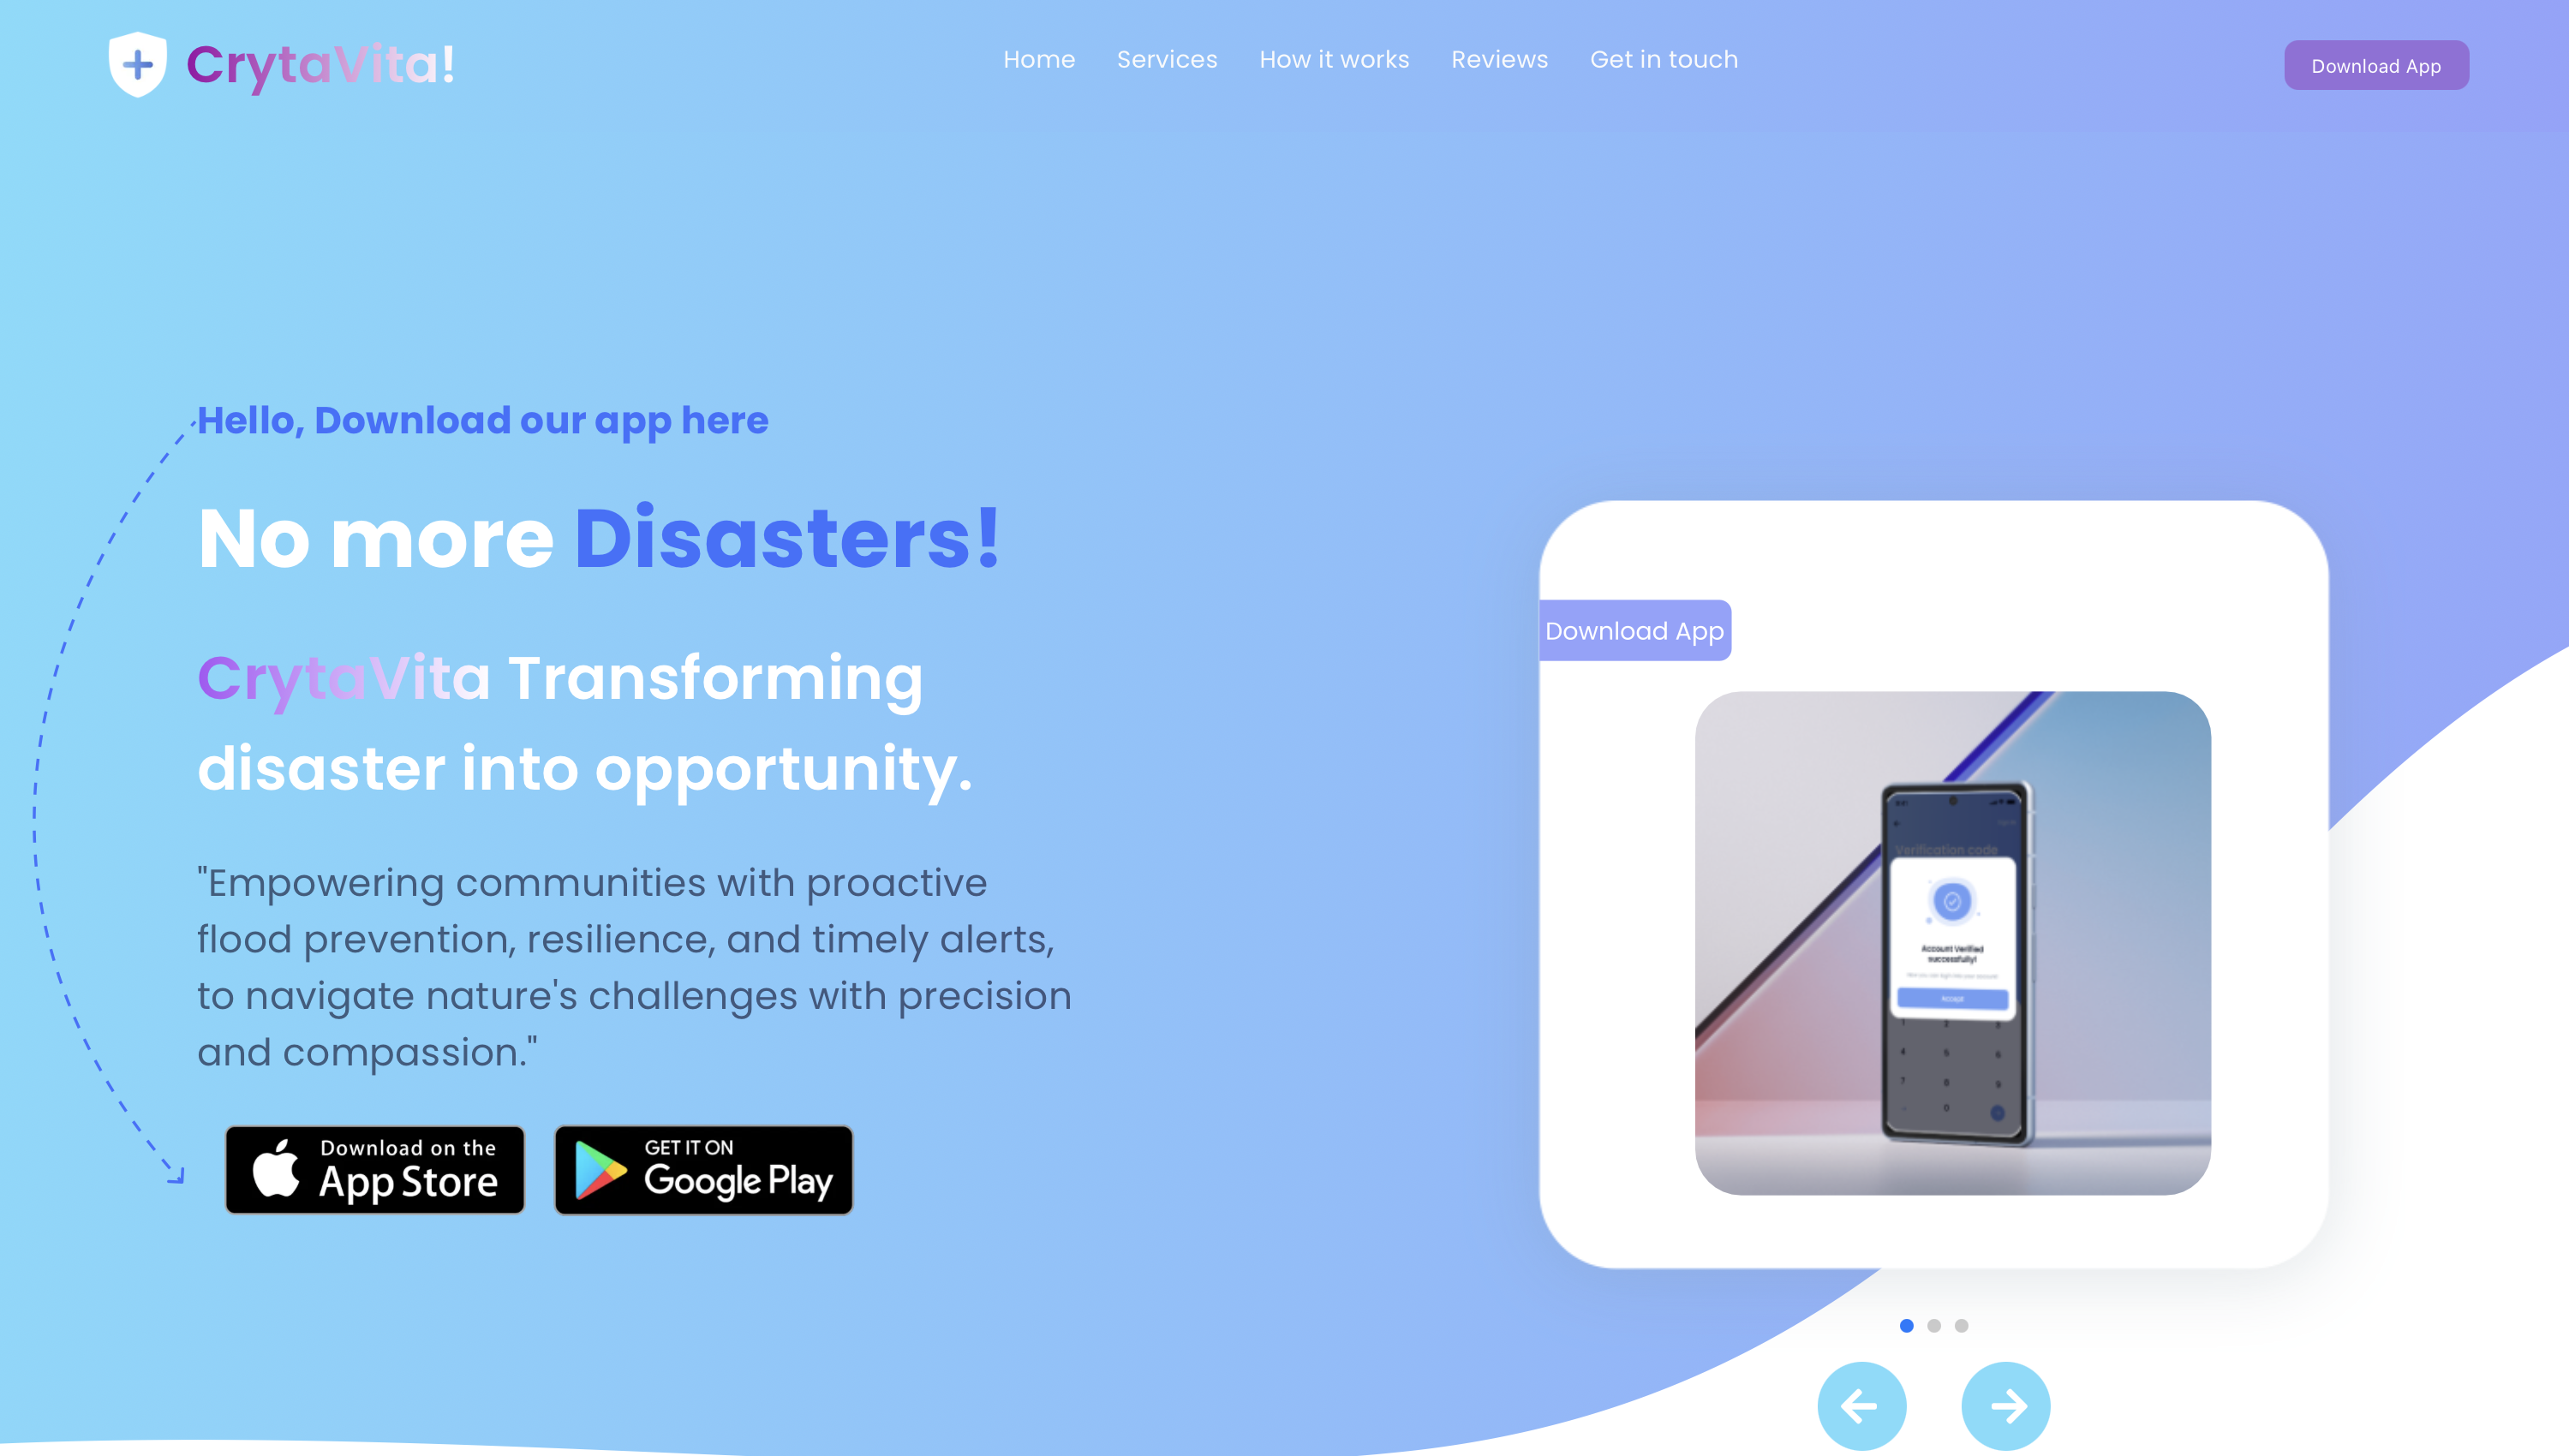 CrytaVita!
Home Services How it works Reviews Get in touch
Download App
Hello, Download our app here
No more Disasters!
CrytaVita Transforming
disaster into opportunity.
"Empowering communities with proactive
flood prevention, resilience, and timely alerts,
to navigate nature's challenges with precision
and compassion."
Download on the
App Store
GET IT ON
Google Play
Download App
Verification code
Account Verified
successfully!
Accept